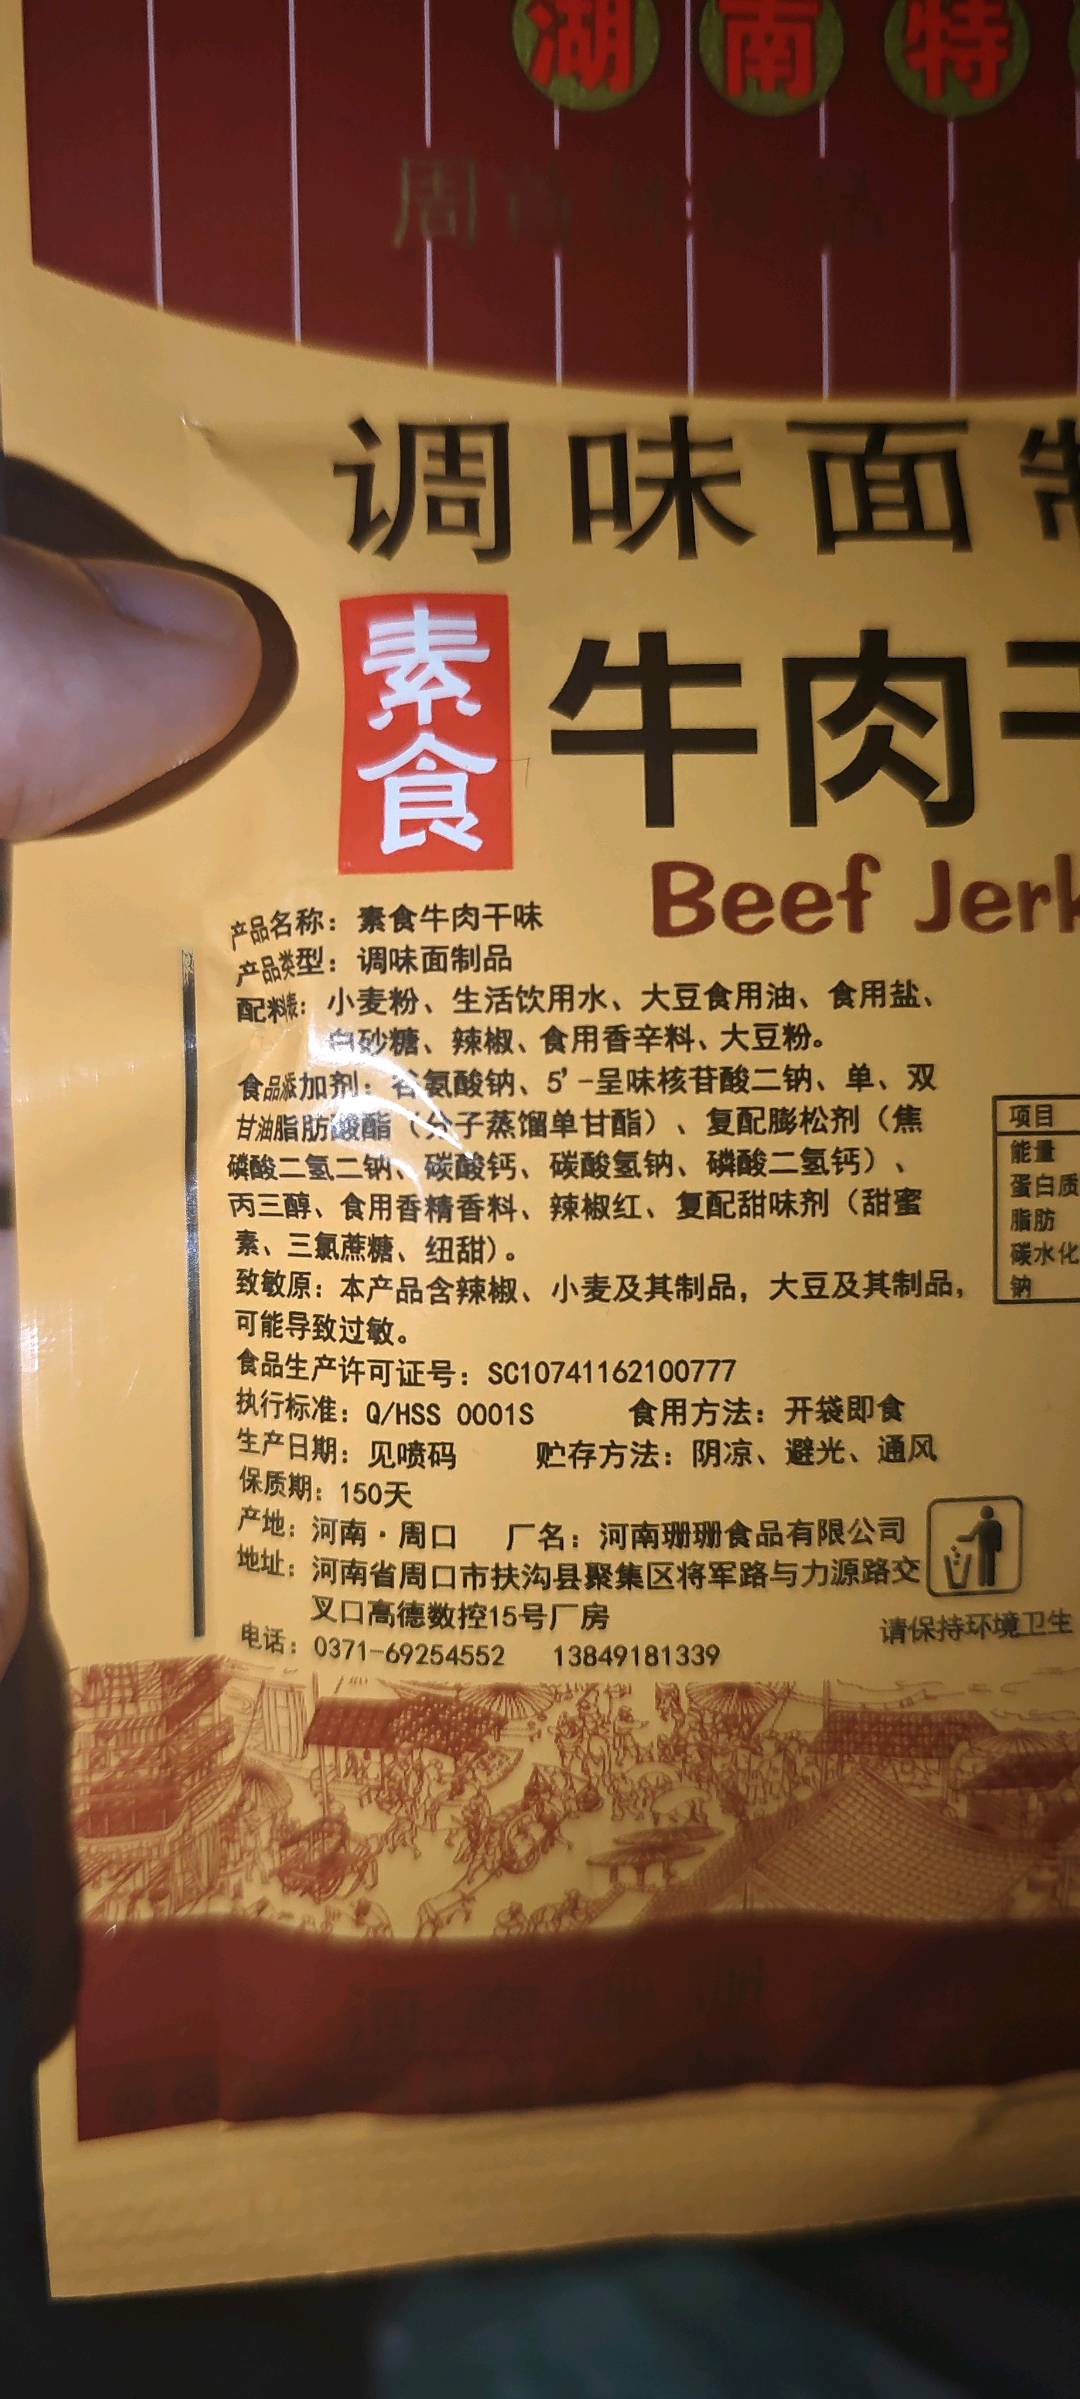 湖南特
周
调味面制
素食
牛肉干
Beef Jerk
产品名称：素食牛肉干味
产品类型：调味面制品
配料表：小麦粉、生活饮用水、大豆食用油、食用盐、
白砂糖、辣椒、食用香辛料、大豆粉。
食品添加剂：谷氨酸钠、5’-呈味核苷酸二钠、单、双
甘油脂肪酸酯（分子蒸馏单甘酯）、复配膨松剂（焦
磷酸二氢二钠、碳酸钙、碳酸氢钠、磷酸二氢钙）、
丙三醇、食用香精香料、辣椒红、复配甜味剂（甜蜜
素、三氯蔗糖、纽甜）。
致敏原：本产品含辣椒、小麦及其制品，大豆及其制品，
可能导致过敏。
食品生产许可证号：SC10741162100777
执行标准：Q/HSS 0001S 食用方法：开袋即食
生产日期：见喷码 贮存方法：阴凉、避光、通风
保质期：150天
产地：河南·周口 厂名：河南珊珊食品有限公司
地址：河南省周口市扶沟县聚集区将军路与力源路交
叉口高德数控15号厂房
电话：0371-69254552 13849181339
项目
能量
蛋白质
脂肪
碳水化
钠
请保持环境卫生